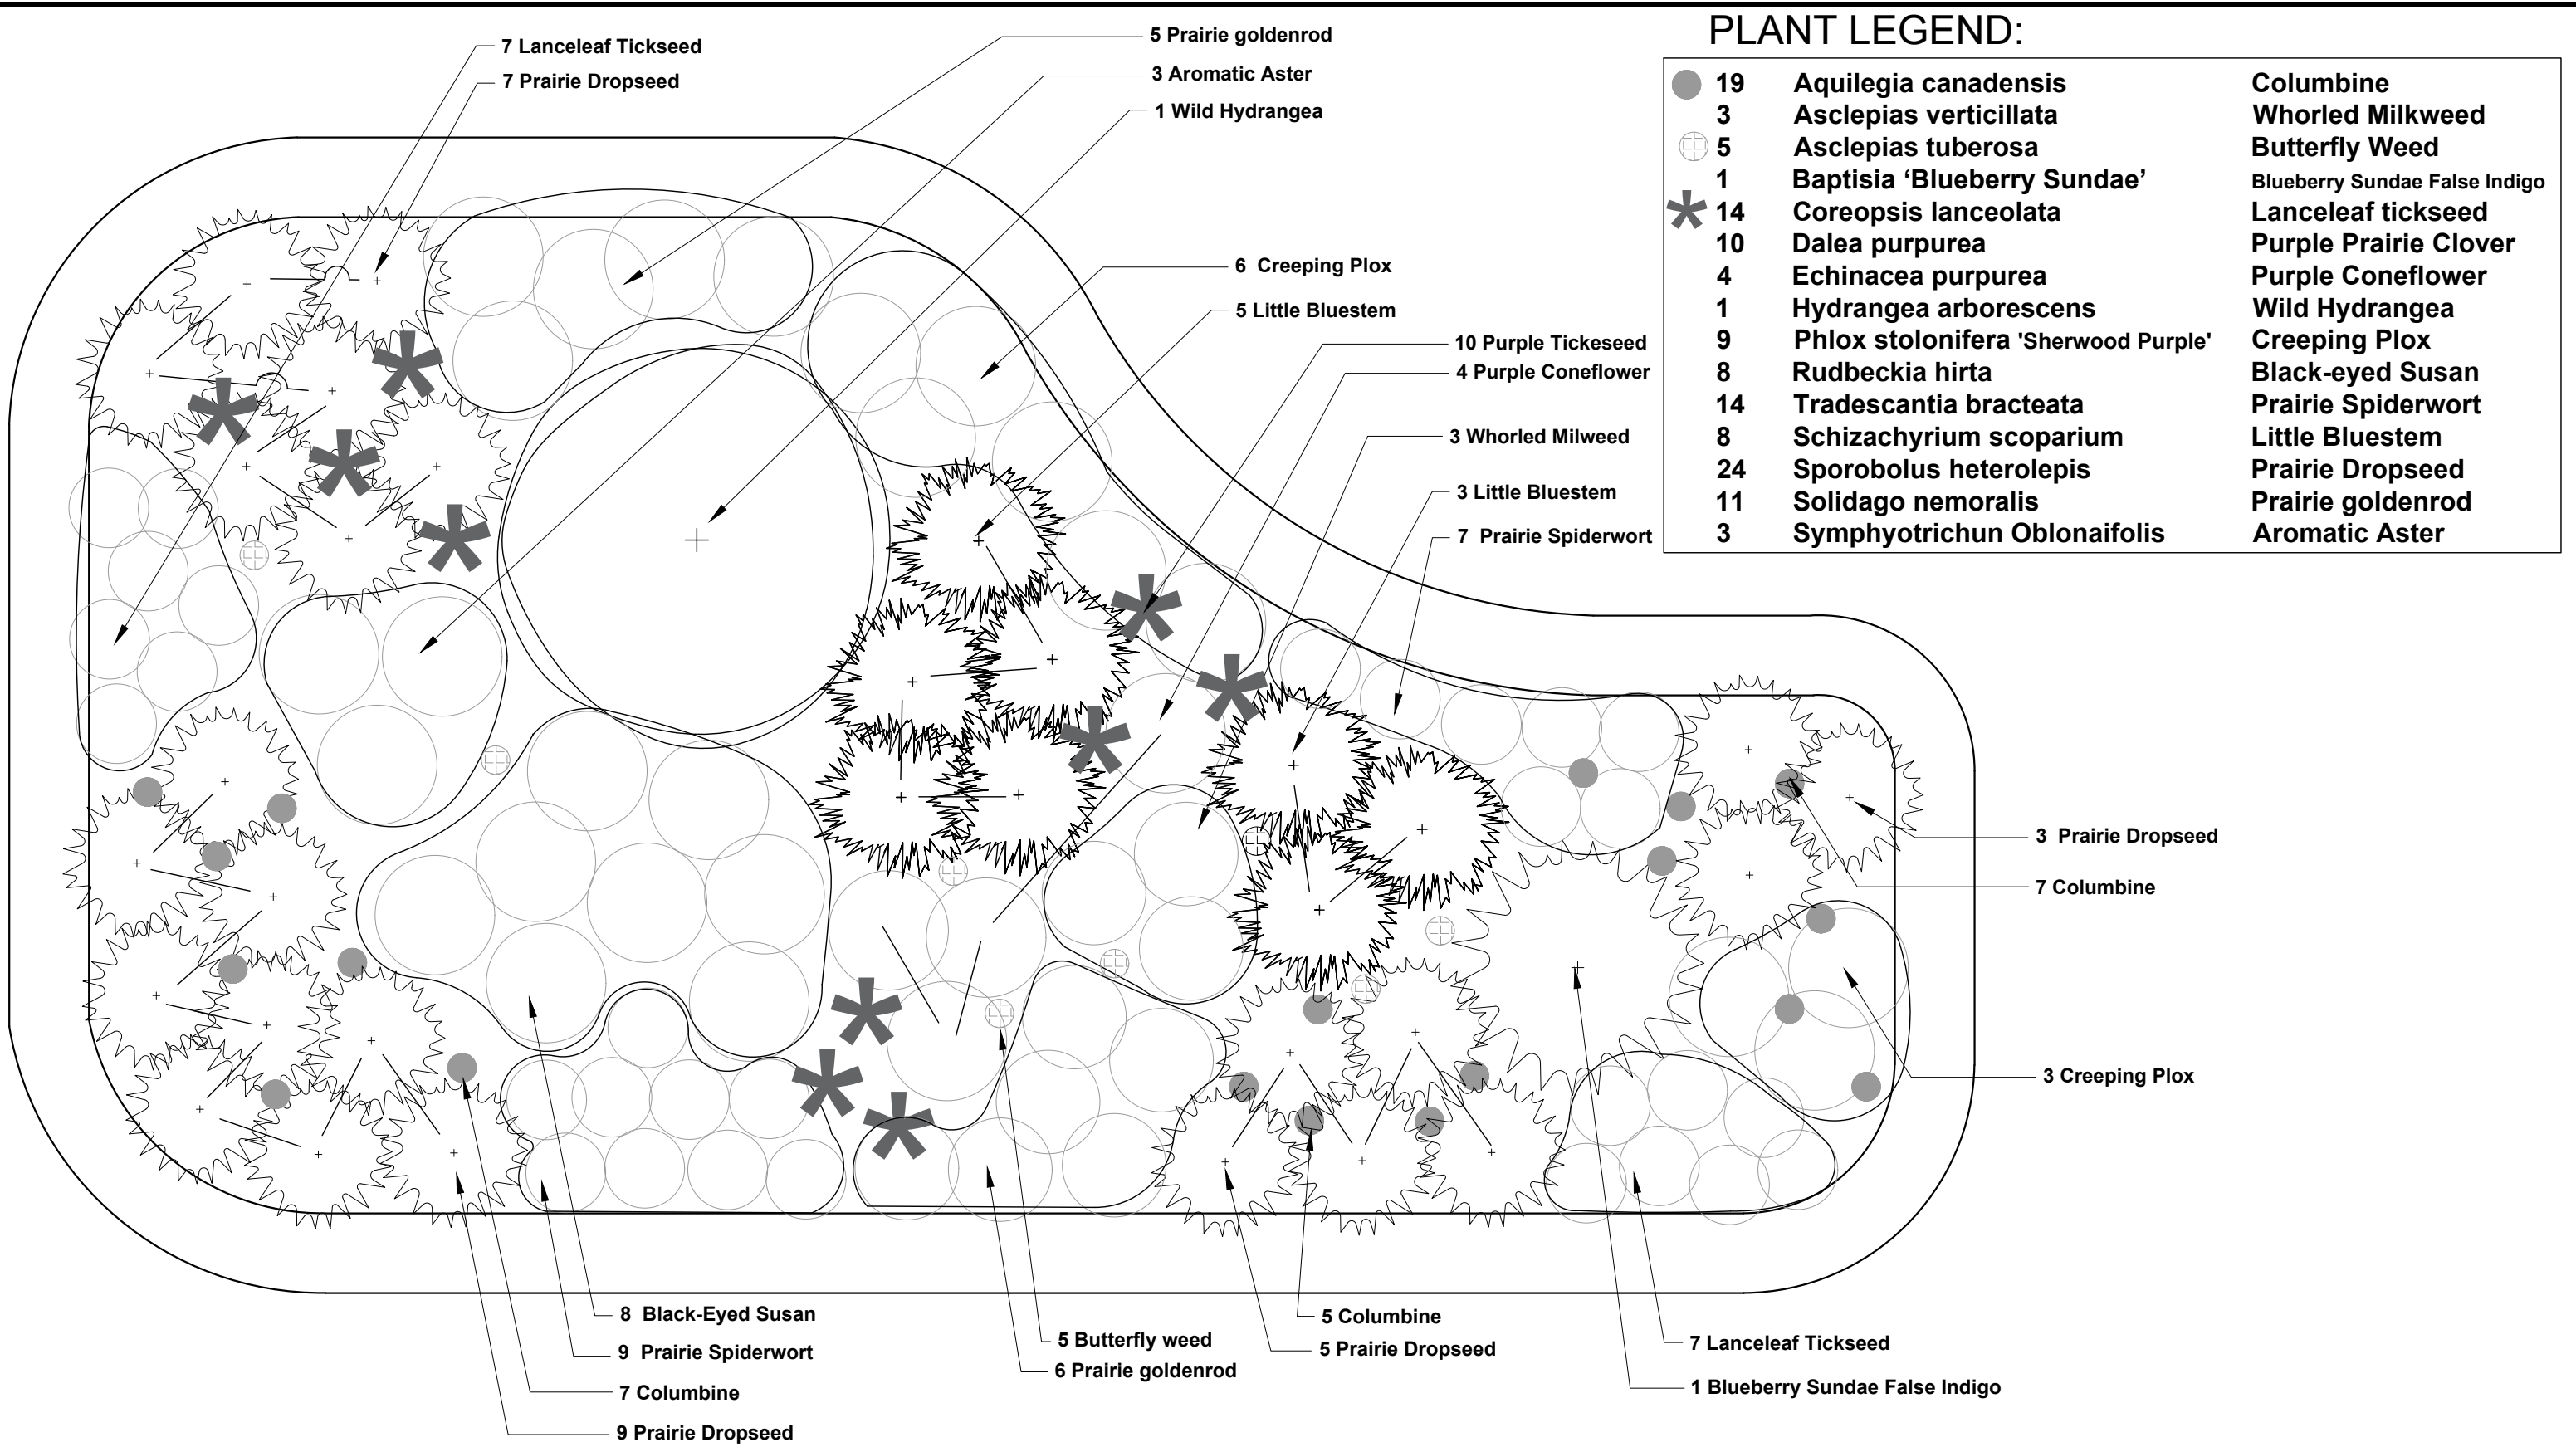 PLANT LEGEND:
19 Aquilegia canadensis Columbine
3 Asclepias verticillata Whorled Milkweed
5 Asclepias tuberosa Butterfly Weed
1 Baptisia ‘Blueberry Sundae’ Blueberry Sundae False Indigo
14 Coreopsis lanceolata Lanceleaf tickseed
10 Dalea purpurea Purple Prairie Clover
4 Echinacea purpurea Purple Coneflower
1 Hydrangea arborescens Wild Hydrangea
9 Phlox stolonifera 'Sherwood Purple' Creeping Plox
8 Rudbeckia hirta Black-eyed Susan
14 Tradescantia bracteata Prairie Spiderwort
8 Schizachyrium scoparium Little Bluestem
24 Sporobolus heterolepis Prairie Dropseed
11 Solidago nemoralis Prairie goldenrod
3 Symphyotrichun Oblonaifolis Aromatic Aster
7 Lanceleaf Tickseed
7 Prairie Dropseed
5 Prairie goldenrod
3 Aromatic Aster
1 Wild Hydrangea
6 Creeping Plox
5 Little Bluestem
10 Purple Tickeseed
4 Purple Coneflower
3 Whorled Milweed
3 Little Bluestem
7 Prairie Spiderwort
3 Prairie Dropseed
7 Columbine
3 Creeping Plox
8 Black-Eyed Susan
9 Prairie Spiderwort
7 Columbine
9 Prairie Dropseed
5 Butterfly weed
6 Prairie goldenrod
5 Columbine
5 Prairie Dropseed
7 Lanceleaf Tickseed
1 Blueberry Sundae False Indigo